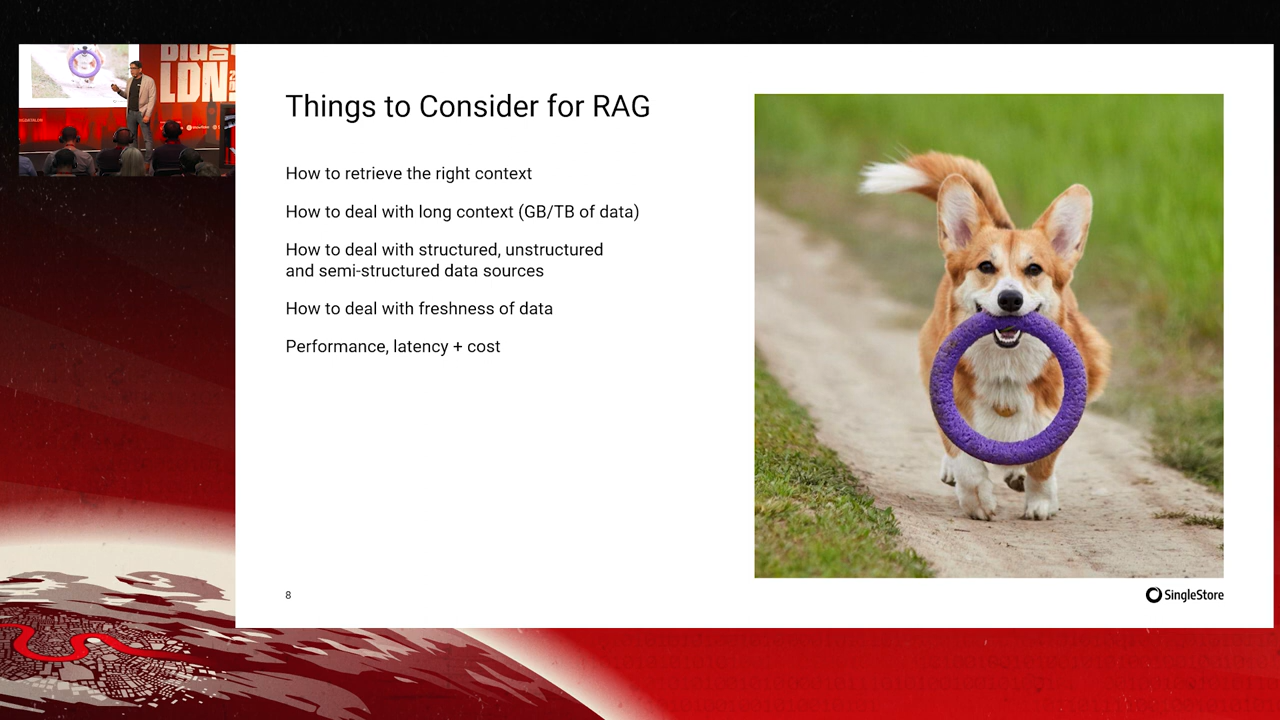 LDN
Things to Consider for RAG
How to retrieve the right context
How to deal with long context (GB/TB of data)
How to deal with structured, unstructured
and semi-structured data sources
How to deal with freshness of data
Performance, latency + cost
8
SingleStore